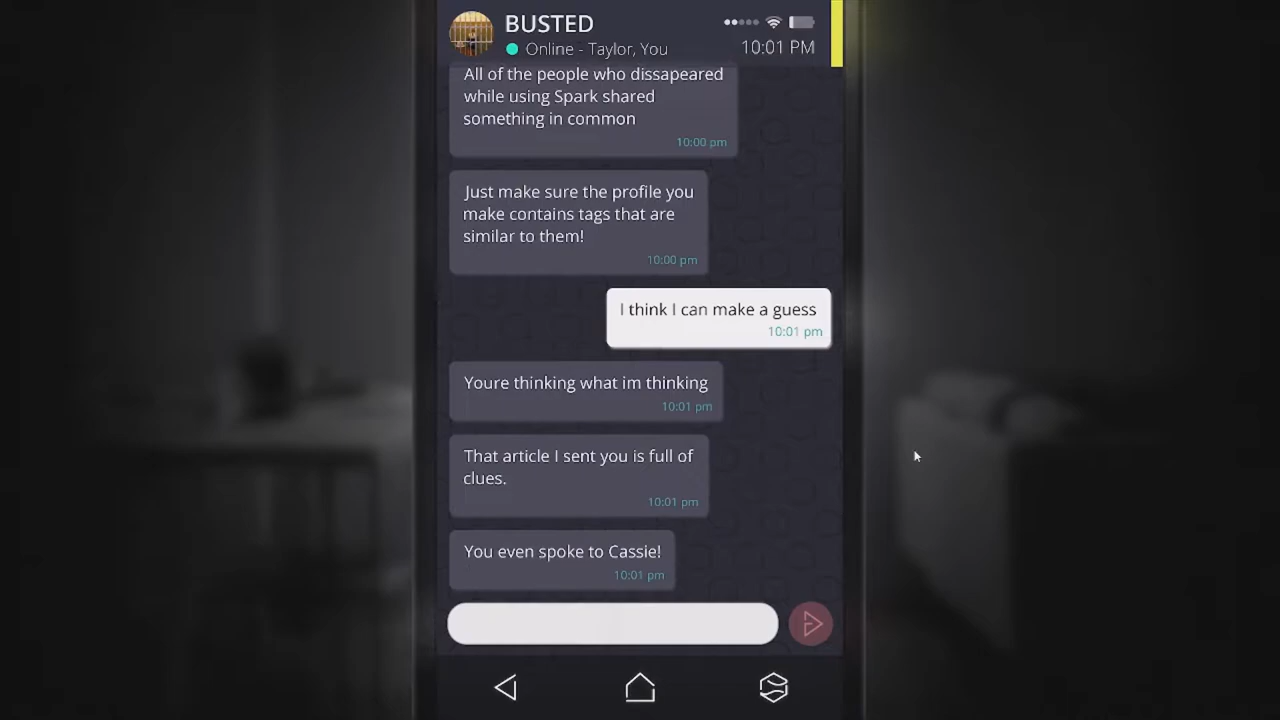 BUSTED
Online - Taylor, You
10:01 PM
All of the people who dissapeared
while using Spark shared
something in common
10:00 pm
Just make sure the profile you
make contains tags that are
similar to them!
10:00 pm
I think I can make a guess
10:01 pm
Youre thinking what im thinking
10:01 pm
That article I sent you is full of
clues.
10:01 pm
You even spoke to Cassie!
10:01 pm